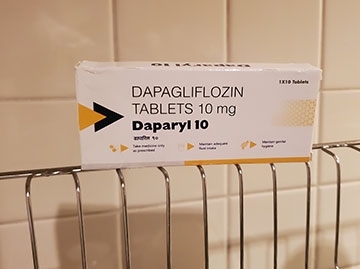 1X10 Tablets
DAPAGLIFLOZIN
TABLETS 10 mg
Daparyl 10
डापारिल १०
Take medicine only
as prescribed
Maintain adequate
fluid intake
Maintain genital
hygiene